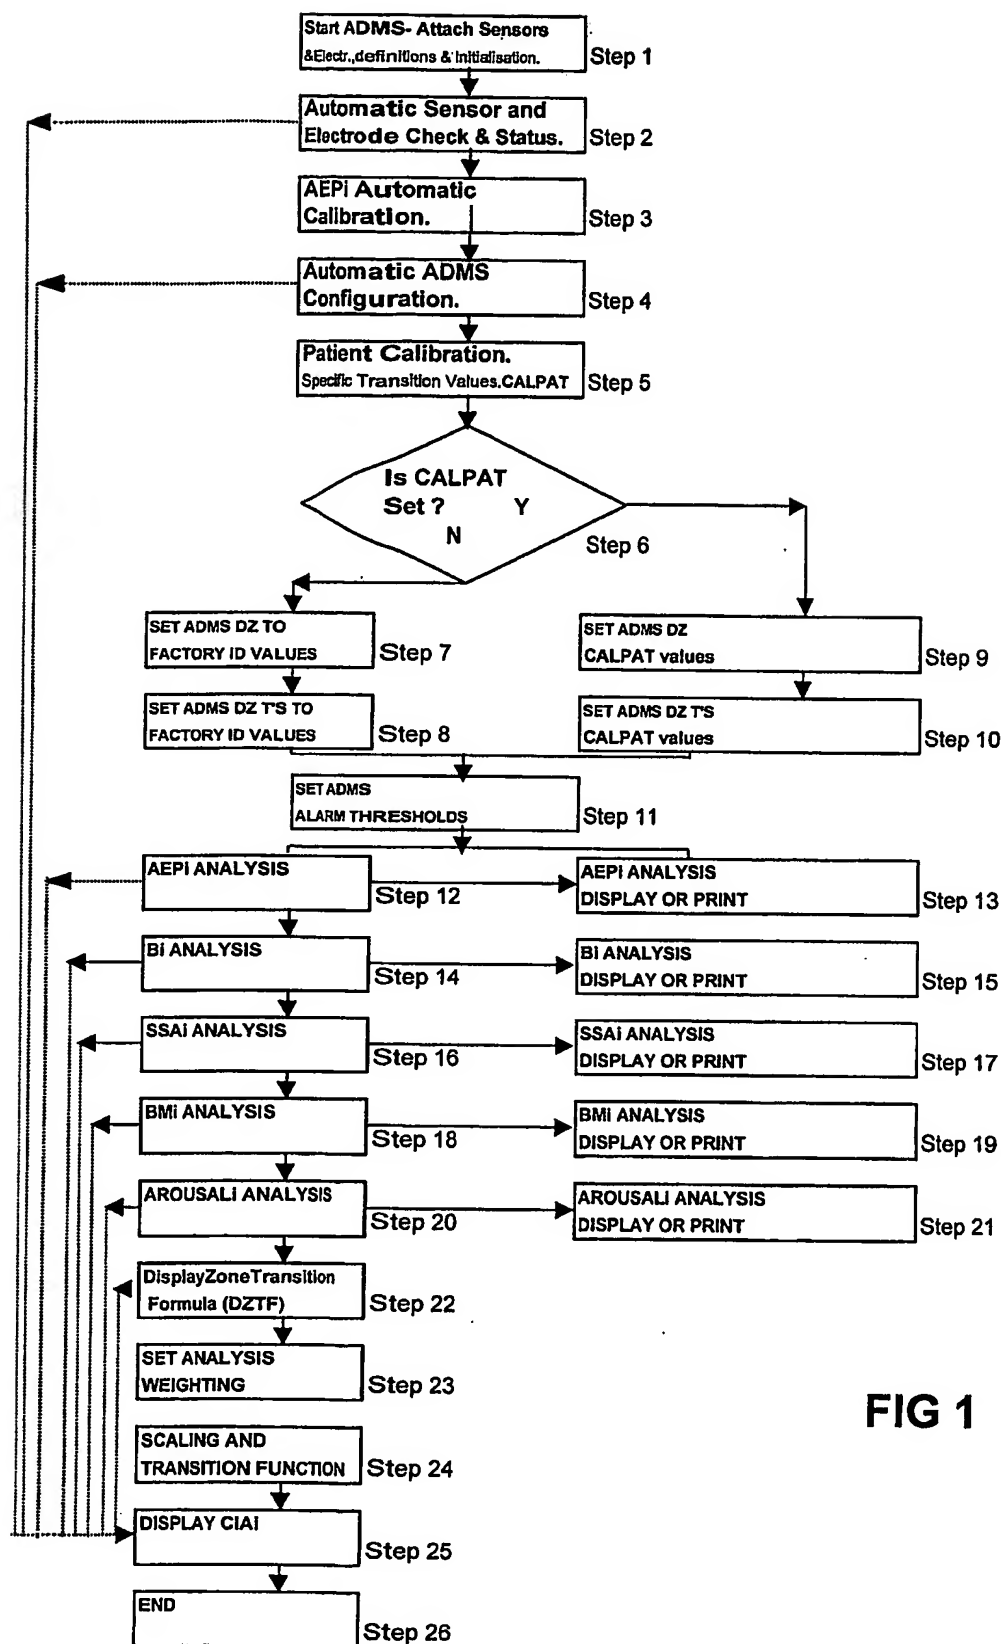 Start ADMS- Attach Sensors
&Electr.,definitions & Initialisation.
Step 1
Automatic Sensor and
Electrode Check & Status.
Step 2
AEPi Automatic
Calibration.
Step 3
Automatic ADMS
Configuration.
Step 4
Patient Calibration.
Specific Transition Values.CALPAT
Step 5
Is CALPAT
Set ? Y
N
Step 6
SET ADMS DZ TO
FACTORY ID VALUES
Step 7
SET ADMS DZ
CALPAT values
Step 9
SET ADMS DZ T'S TO
FACTORY ID VALUES
Step 8
SET ADMS DZ T'S
CALPAT values
Step 10
SET ADMS
ALARM THRESHOLDS
Step 11
AEPi ANALYSIS
Step 12
AEPi ANALYSIS
DISPLAY OR PRINT
Step 13
Bi ANALYSIS
Step 14
Bi ANALYSIS
DISPLAY OR PRINT
Step 15
SSAi ANALYSIS
Step 16
SSAi ANALYSIS
DISPLAY OR PRINT
Step 17
BMi ANALYSIS
Step 18
BMi ANALYSIS
DISPLAY OR PRINT
Step 19
AROUSALi ANALYSIS
Step 20
AROUSALi ANALYSIS
DISPLAY OR PRINT
Step 21
DisplayZoneTransition
Formula (DZTF)
Step 22
SET ANALYSIS
WEIGHTING
Step 23
FIG 1
SCALING AND
TRANSITION FUNCTION
Step 24
DISPLAY CIAi
Step 25
END
Step 26